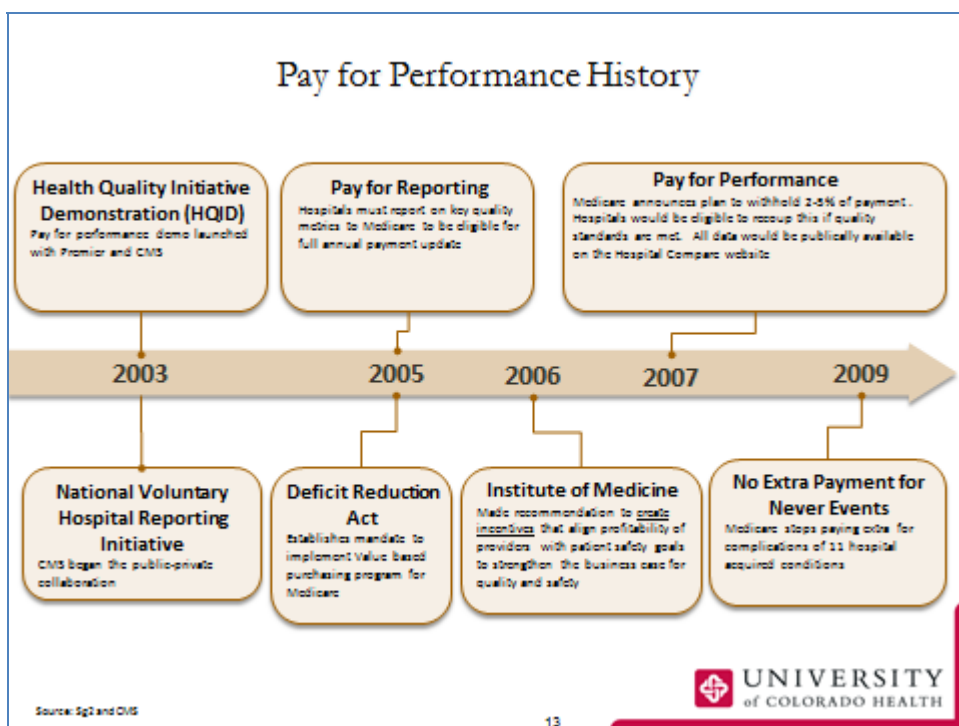 Pay for Performance History
Health Quality Initiative
Demonstration (HQID)
Pay for performance demo launched
with Premier and CMS
Pay for Reporting
Hospitals must report on key quality
metrics to Medicare to be eligible for
full annual payment update
Pay for Performance
Medicare announces plan to withhold 2-5% of payment .
Hospitals would be eligible to recoup this if quality
standards are met. All data would be publically available
on the Hospital Compare website
2003
2005
2006
2007
2009
National Voluntary
Hospital Reporting
Initiative
CMS began the public-private
collaboration
Deficit Reduction
Act
Establishes mandate to
implement Value based
purchasing program for
Medicare
Institute of Medicine
Made recommendation to create
incentives that align profitability of
providers with patient safety goals
to strengthen the business case for
quality and safety
No Extra Payment for
Never Events
Medicare stops paying extra for
complications of 11 hospital
acquired conditions
UNIVERSITY
of COLORADO HEALTH
Source: Sg2 and CMS
13